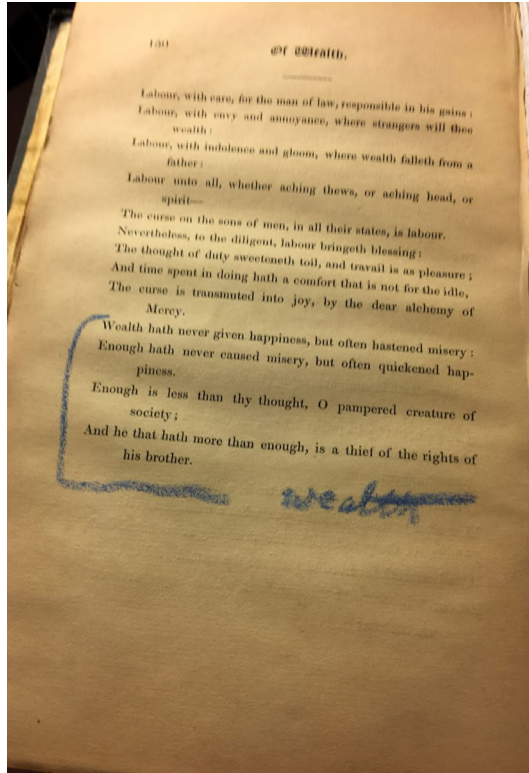 130
Of Wealth.
Labour, with care, for the man of law, responsible in his gains:
Labour, with envy and annoyance, where strangers will thee
wealth:
Labour, with indolence and gloom, where wealth falleth from a
father:
Labour unto all, whether aching thews, or aching head, or
spirit—
The curse on the sons of men, in all their states, is labour.
Nevertheless, to the diligent, labour bringeth blessing:
The thought of duty sweeteneth toil, and travail is as pleasure;
And time spent in doing hath a comfort that is not for the idle,
The curse is transmuted into joy, by the dear alchemy of
Mercy.
Wealth hath never given happiness, but often hastened misery:
Enough hath never caused misery, but often quickened hap-
piness.
Enough is less than thy thought, O pampered creature of
society;
And he that hath more than enough, is a thief of the rights of
his brother.
wealth